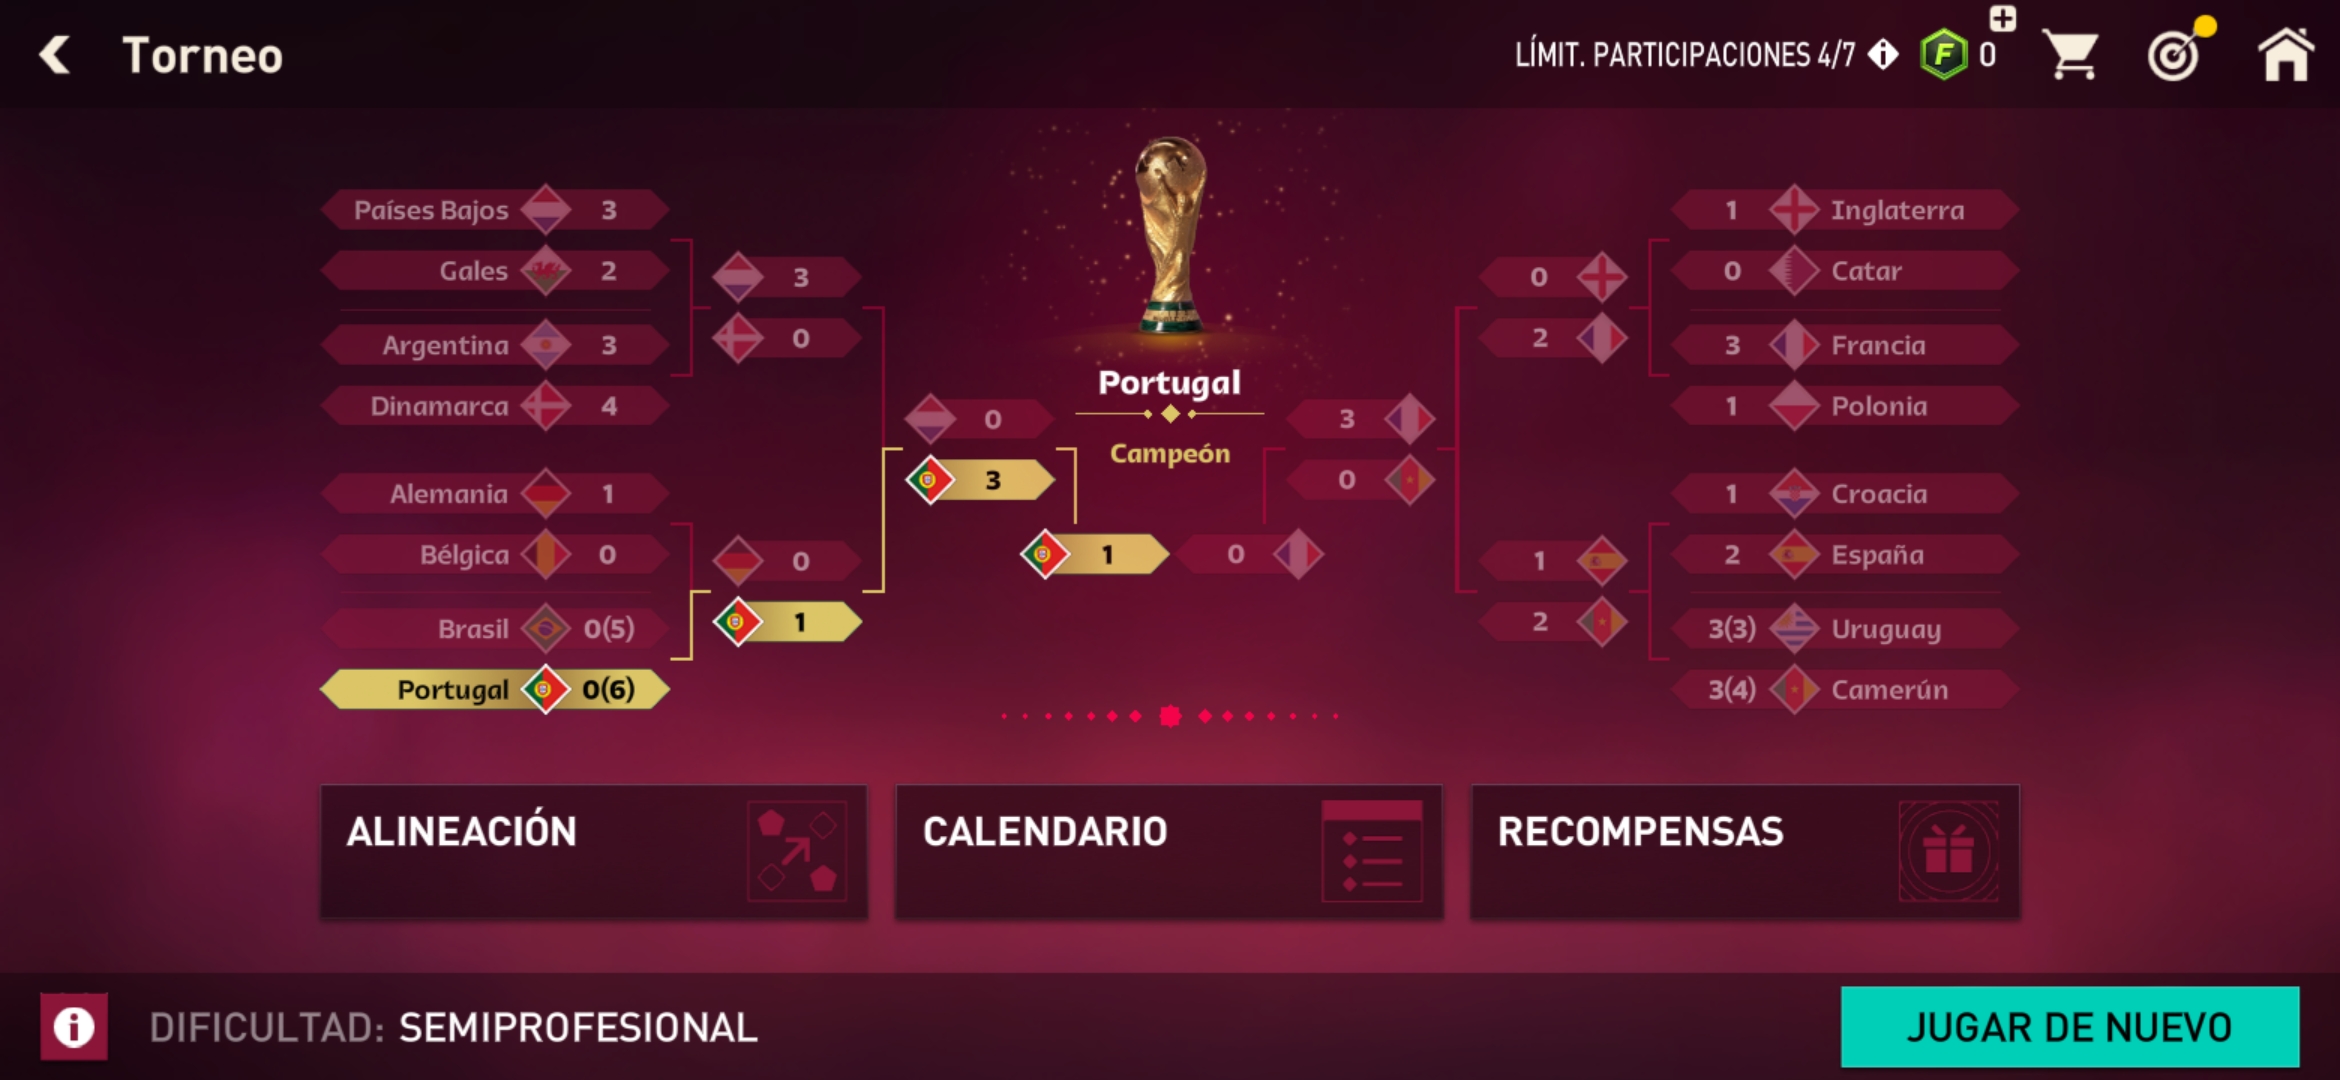 Torneo
LÍMIT. PARTICIPACIONES 4/7
F 0
Países Bajos 3
Gales 2
Argentina 3
Dinamarca 4
Alemania 1
Bélgica 0
Brasil 0(5)
Portugal 0(6)
3
0
0
1
0
3
Portugal
Campeón
1
0
3
0
0
2
1
2
1 Inglaterra
0 Catar
3 Francia
1 Polonia
1 Croacia
2 España
3(3) Uruguay
3(4) Camerún
ALINEACIÓN
CALENDARIO
RECOMPENSAS
DIFICULTAD: SEMIPROFESIONAL
JUGAR DE NUEVO